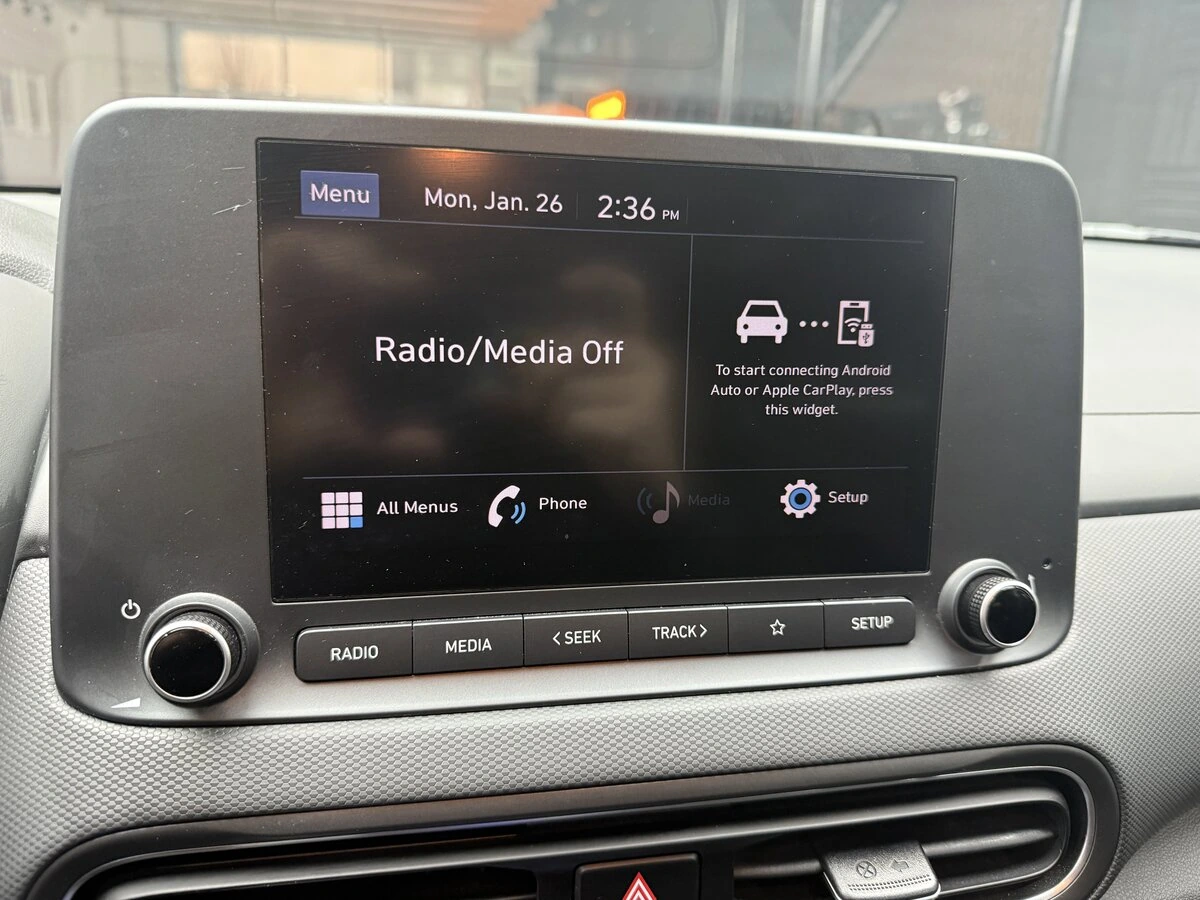 Menu Mon, Jan. 26 2:36 PM
Radio/Media Off
To start connecting Android
Auto or Apple CarPlay, press
this widget.
All Menus Phone Media Setup
RADIO MEDIA <SEEK TRACK> SETUP